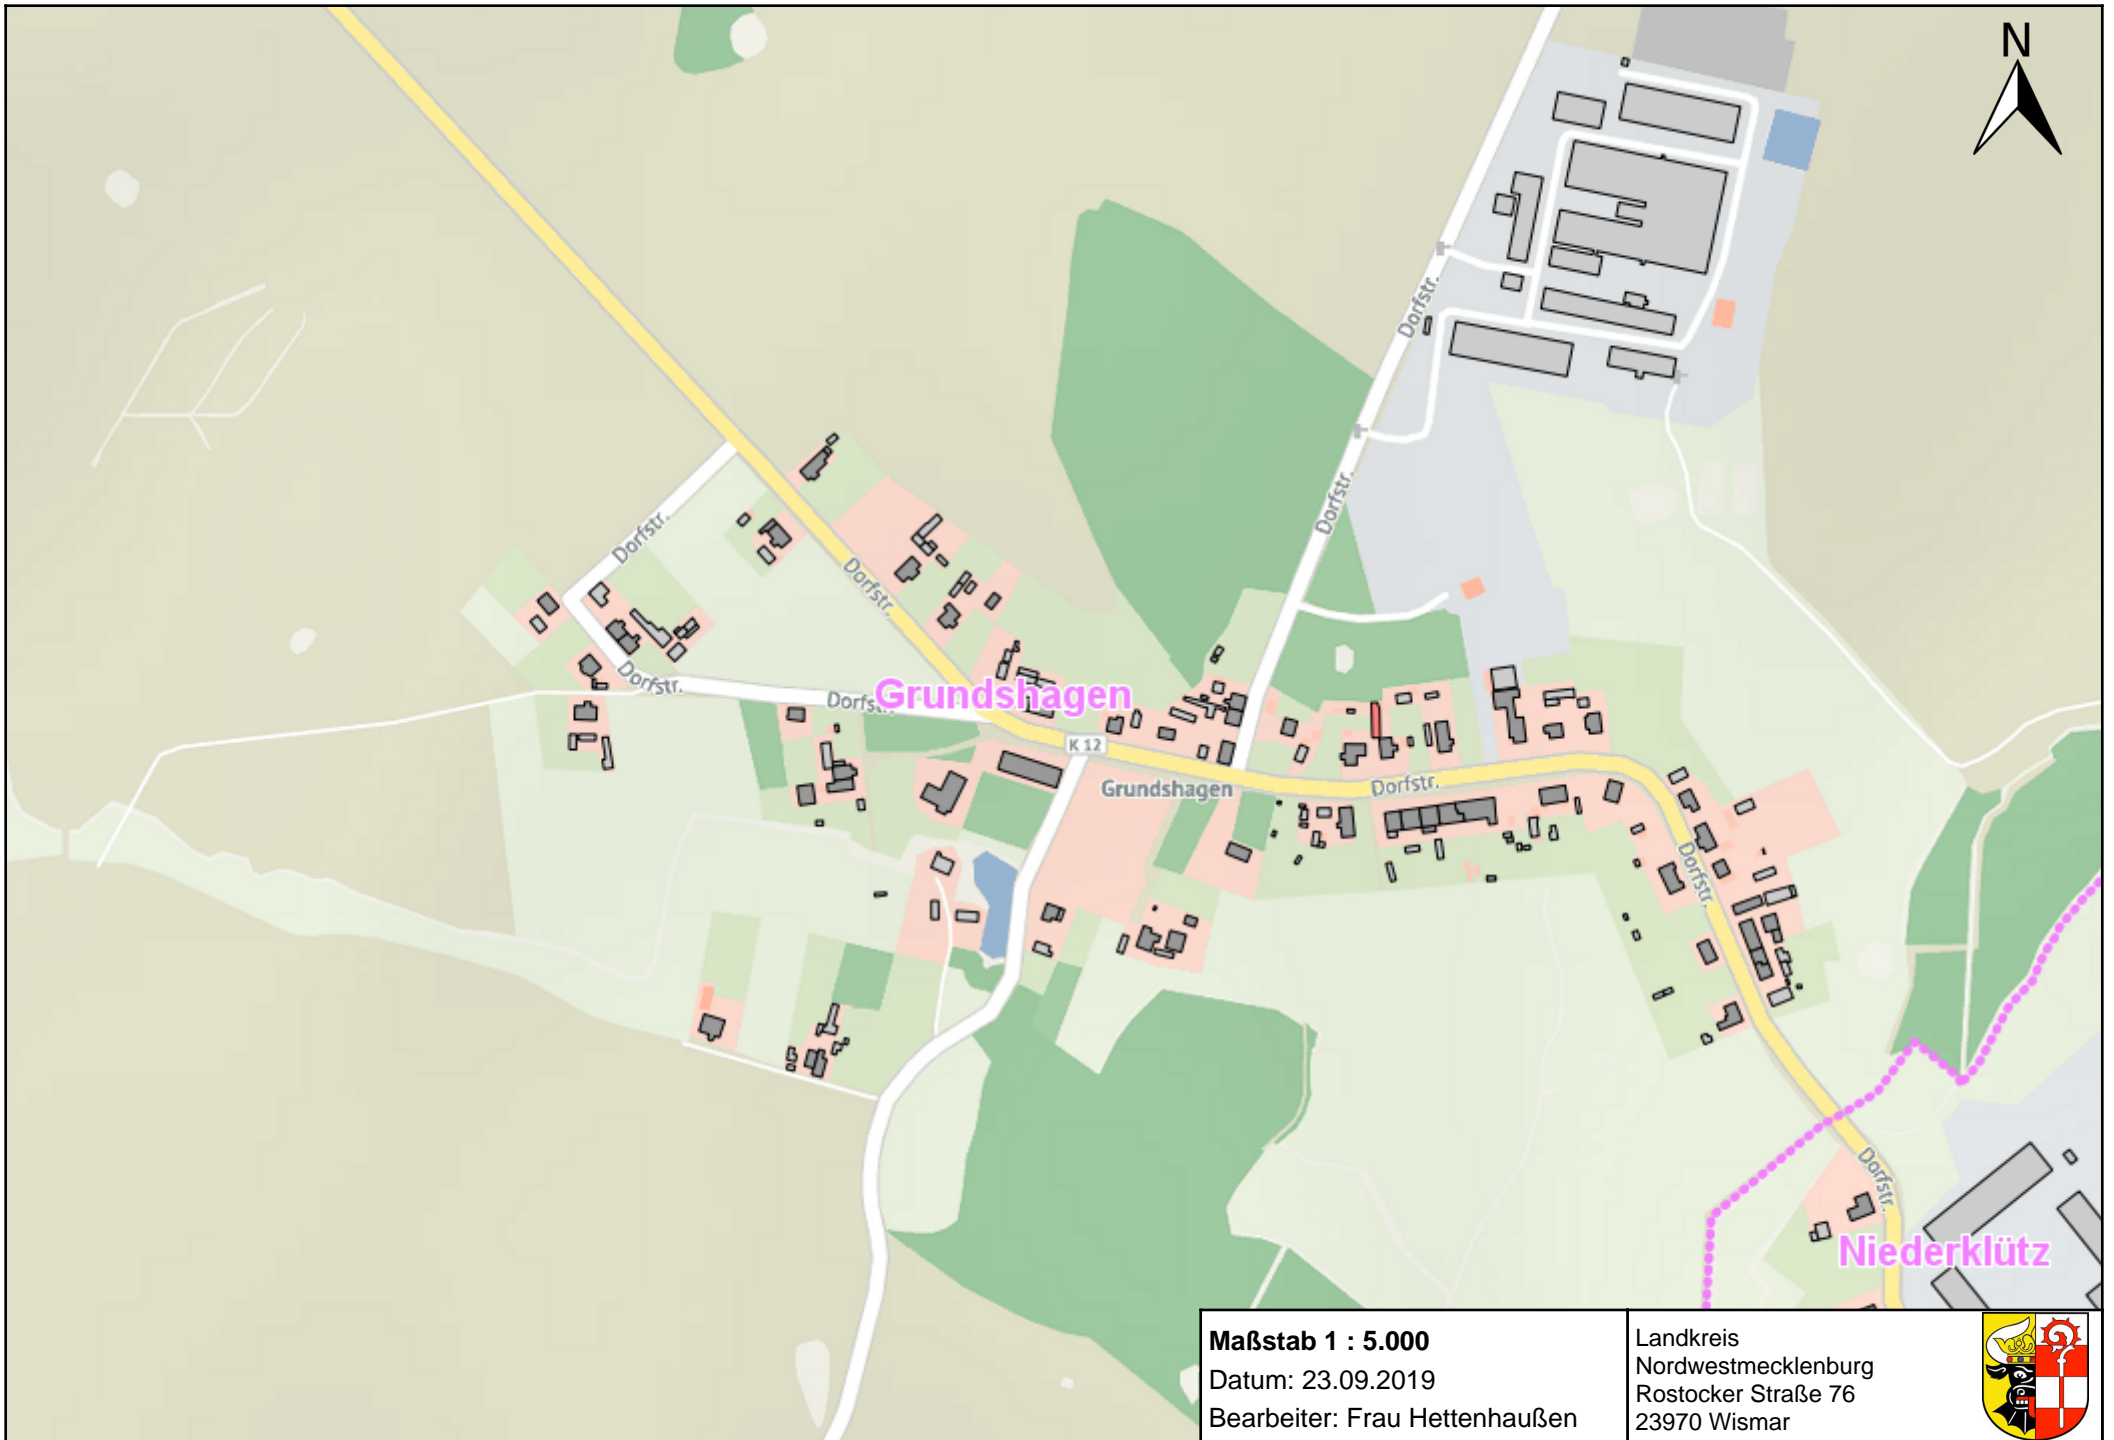 N
Dorfstr.
Dorfstr.
Dorfstr.
Dorfstr.
Dorfstr.
Dorfstr.
Grundshagen
K 12
Grundshagen
Dorfstr.
Dorfstr.
Dorfstr.
Niederklütz
Maßstab 1 : 5.000
Datum: 23.09.2019
Bearbeiter: Frau Hettenhaußen
Landkreis
Nordwestmecklenburg
Rostocker Straße 76
23970 Wismar